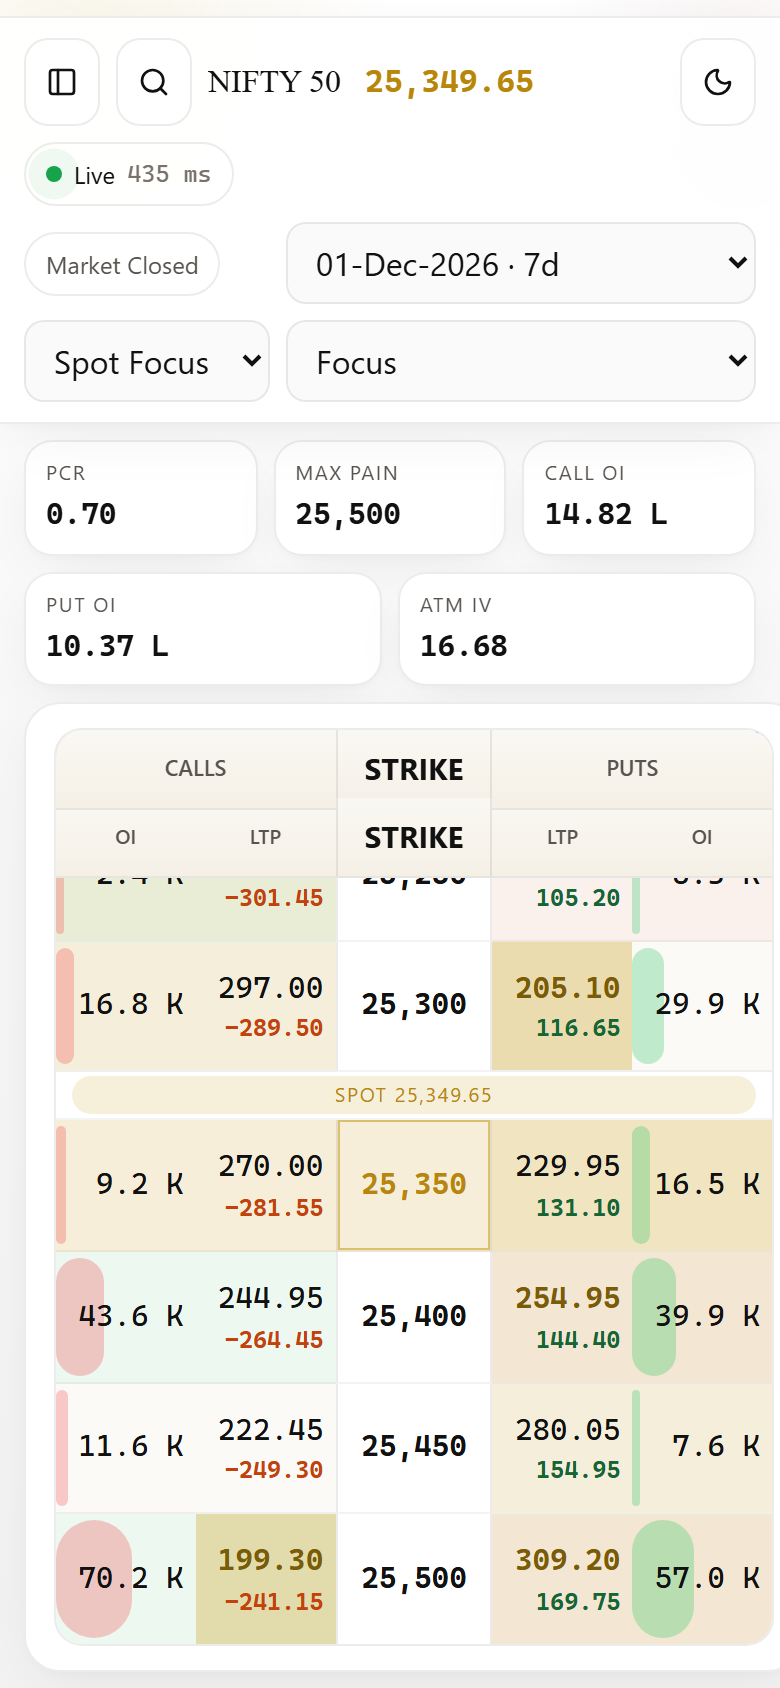 NIFTY 50 25,349.65
Live 435 ms
Market Closed 01-Dec-2026 · 7d
Spot Focus Focus
PCR MAX PAIN CALL OI
0.70 25,500 14.82 L
PUT OI ATM IV
10.37 L 16.68
CALLS STRIKE PUTS
OI LTP STRIKE LTP OI
−301.45 105.20
16.8 K 297.00 25,300 205.10 29.9 K
−289.50 116.65
SPOT 25,349.65
9.2 K 270.00 25,350 229.95 16.5 K
−281.55 131.10
43.6 K 244.95 25,400 254.95 39.9 K
−264.45 144.40
11.6 K 222.45 25,450 280.05 7.6 K
−249.30 154.95
70.2 K 199.30 25,500 309.20 57.0 K
−241.15 169.75